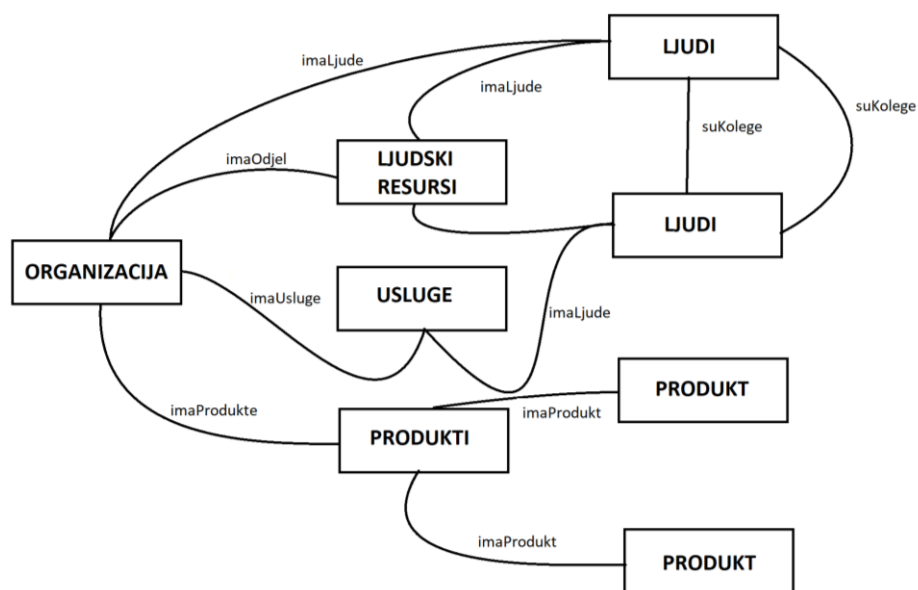 LJUDI
imaLjude
imaLjude
suKolege
suKolege
imaOdjel
LJUDSKI
RESURSI
LJUDI
ORGANIZACIJA
imaUsluge
USLUGE
imaLjude
PRODUKT
imaProdukte
imaProdukt
PRODUKTI
imaProdukt
PRODUKT